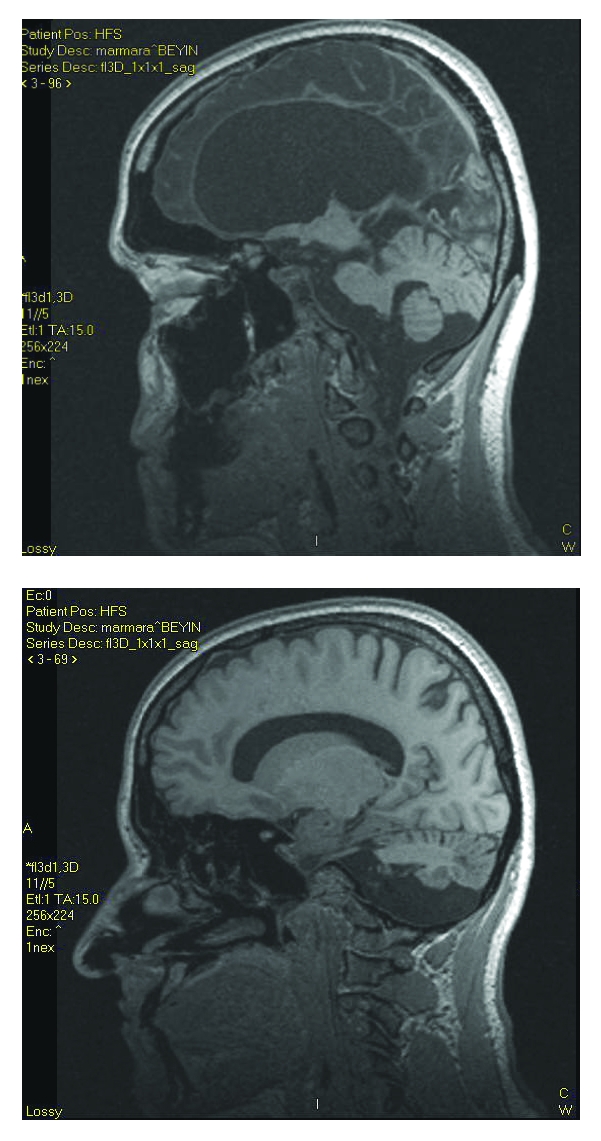 Patient Pos: HFS
Study Desc: marmara^BEYIN
Series Desc: fl3D_1x1x1_sag
< 3 - 96 >
*fl3d1,3D
11//5
Etl:1 TA:15.0
256x224
Enc: ^
1nex
C
Lossy
W
Ec:0
Patient Pos: HFS
Study Desc: marmara^BEYIN
Series Desc: fl3D_1x1x1_sag
< 3 - 69 >
A
*fl3d1,3D
11//5
Etl:1 TA:15.0
256x224
Enc: ^
1nex
C
Lossy
W